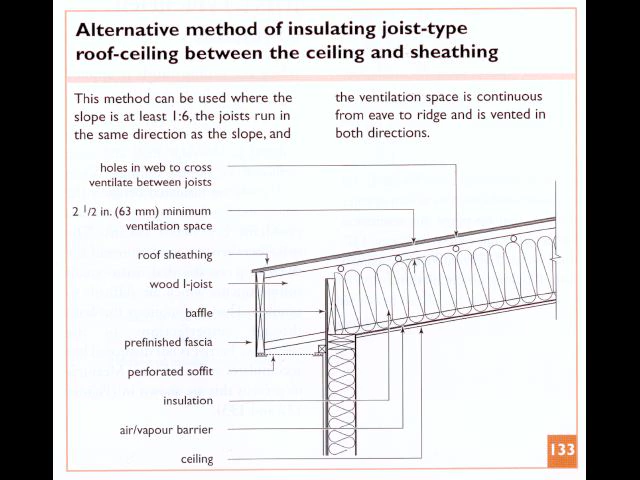 Alternative method of insulating joist-type
roof-ceiling between the ceiling and sheathing
This method can be used where the
slope is at least 1:6, the joists run in
the same direction as the slope, and
the ventilation space is continuous
from eave to ridge and is vented in
both directions.
holes in web to cross
ventilate between joists
2 1/2 in. (63 mm) minimum
ventilation space
roof sheathing
wood I-joist
baffle
prefinished fascia
perforated soffit
insulation
air/vapour barrier
ceiling
133